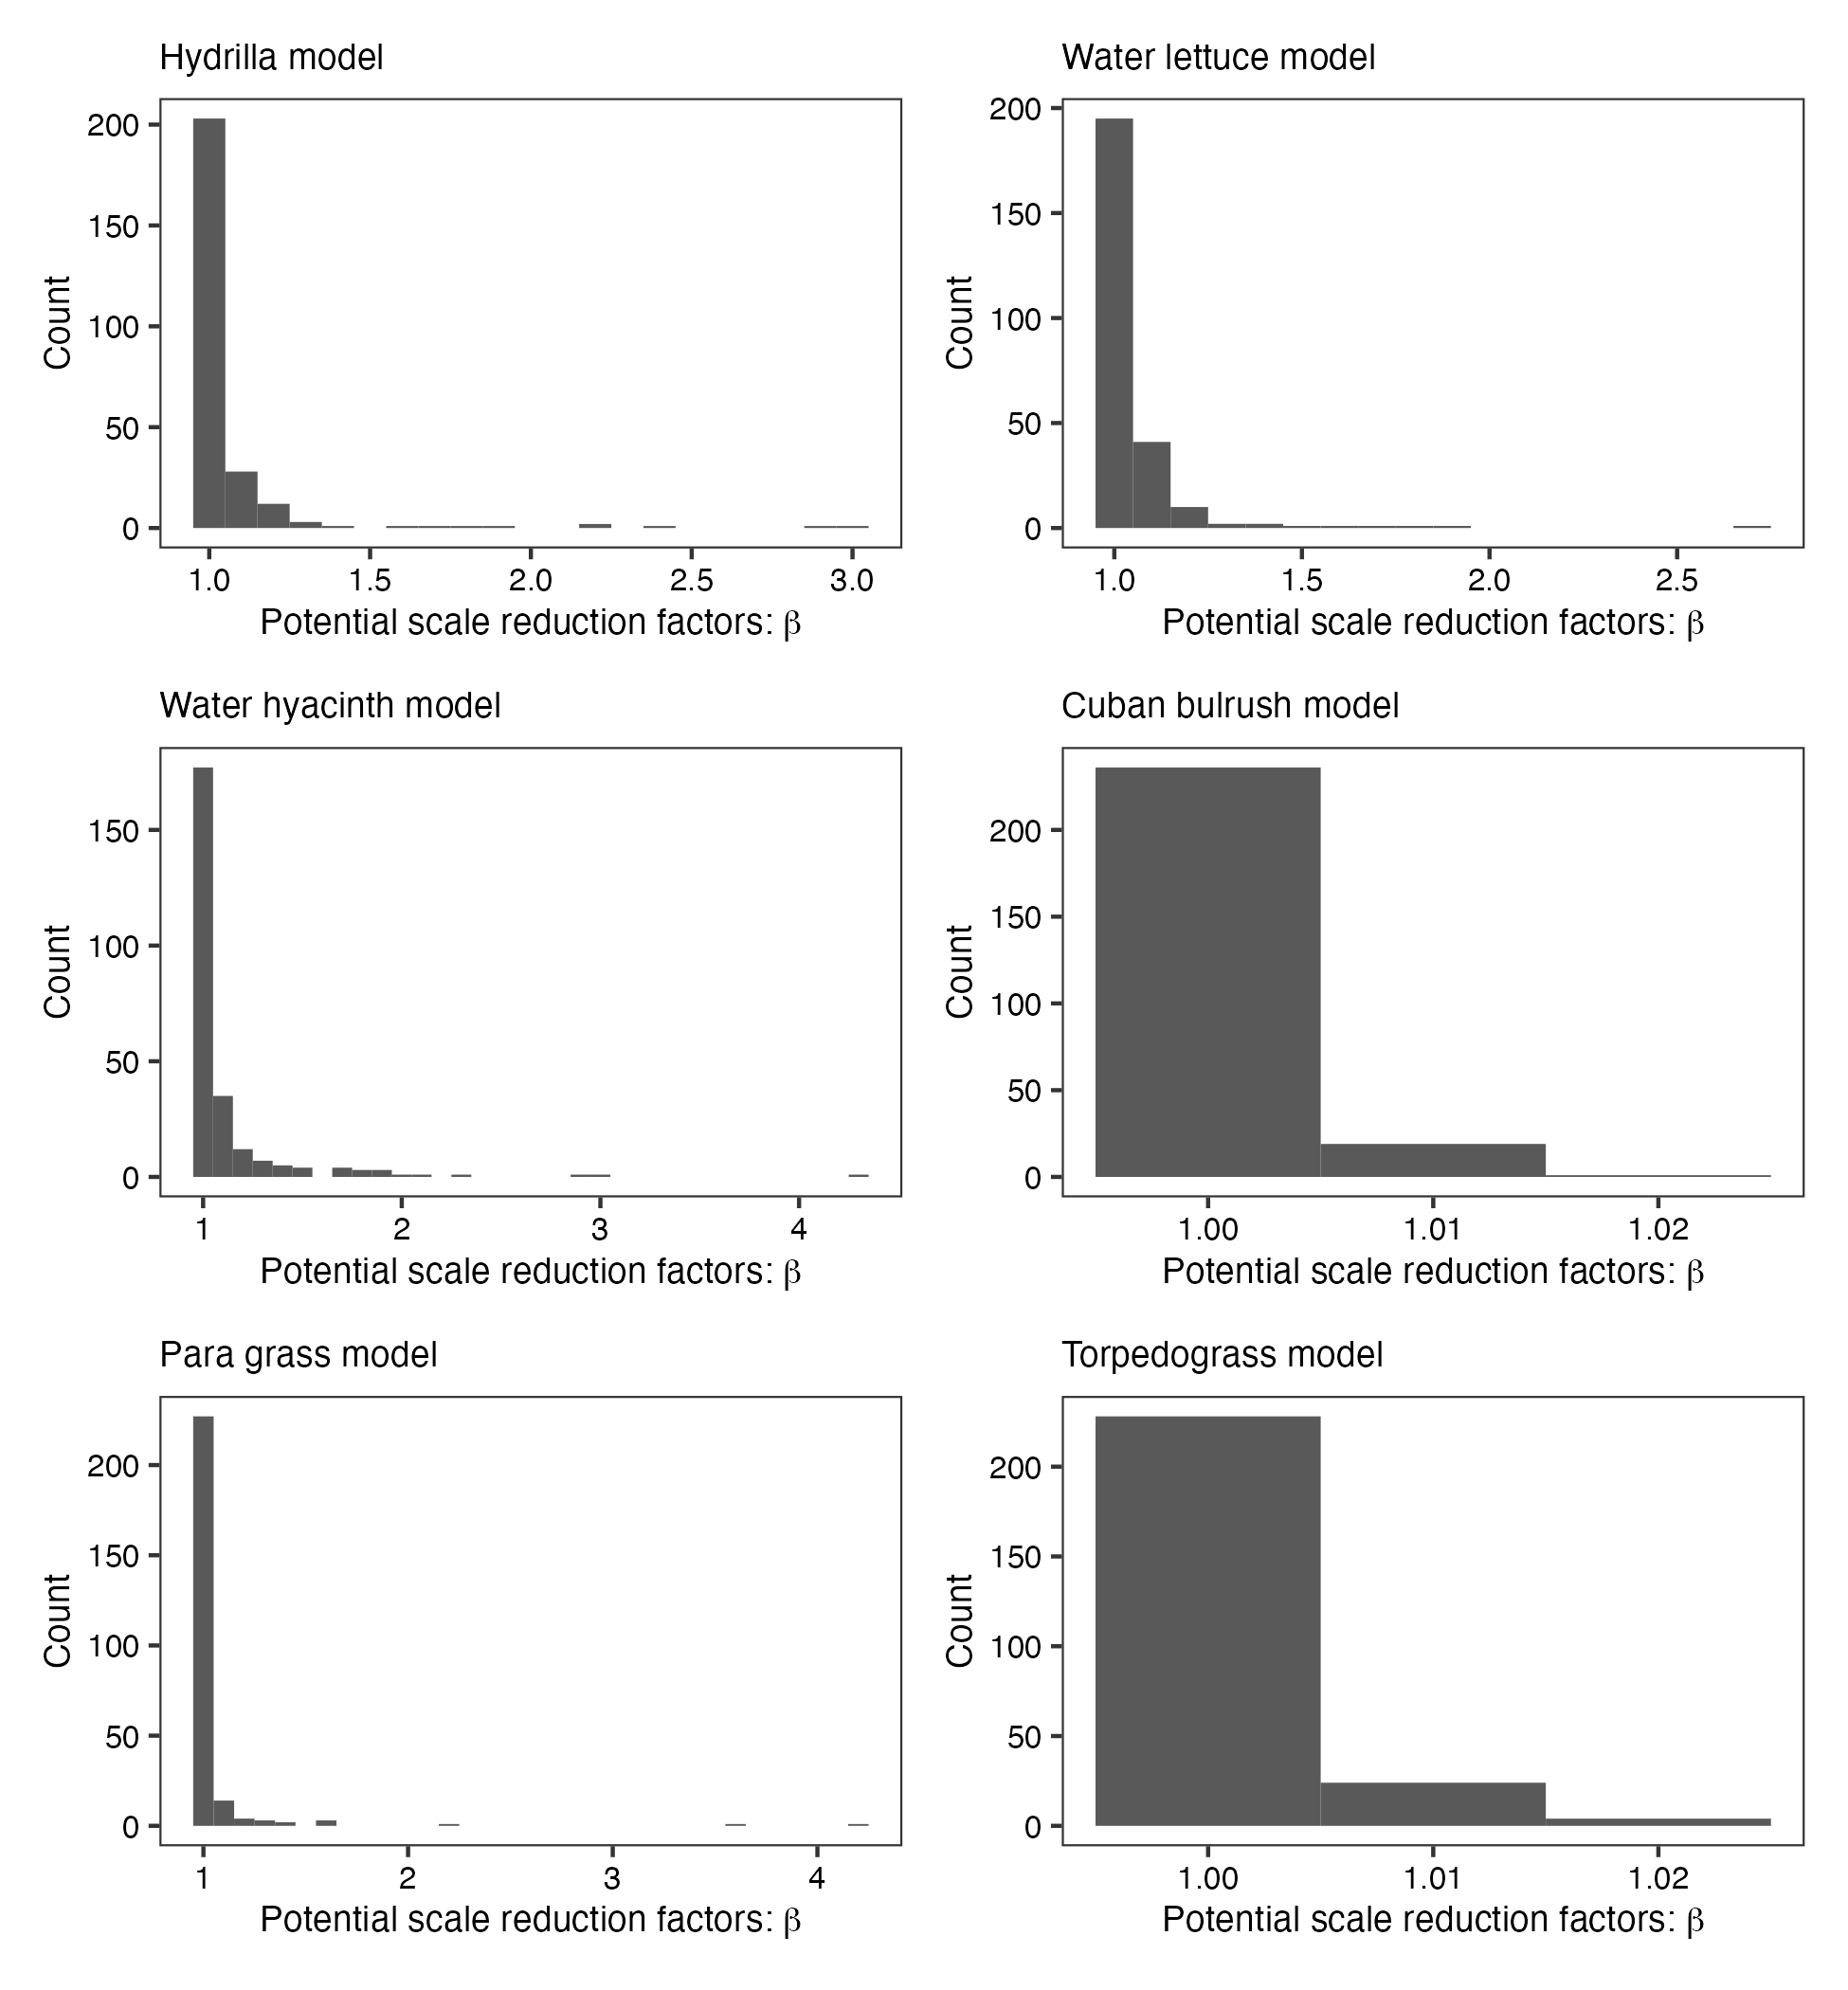 Hydrilla model
Count
200
150
100
50
0
1.0 1.5 2.0 2.5 3.0
Potential scale reduction factors: β
Water lettuce model
Count
200
150
100
50
0
1.0 1.5 2.0 2.5
Potential scale reduction factors: β
Water hyacinth model
Count
150
100
50
0
1 2 3 4
Potential scale reduction factors: β
Cuban bulrush model
Count
200
150
100
50
0
1.00 1.01 1.02
Potential scale reduction factors: β
Para grass model
Count
200
150
100
50
0
1 2 3 4
Potential scale reduction factors: β
Torpedograss model
Count
200
150
100
50
0
1.00 1.01 1.02
Potential scale reduction factors: β